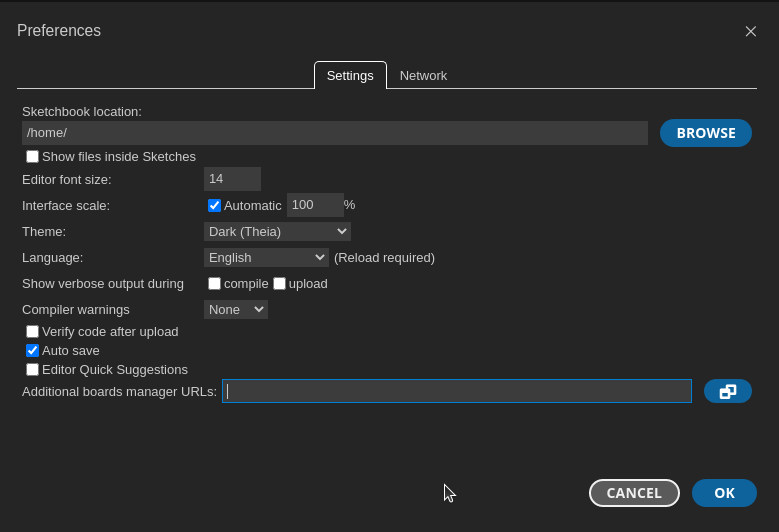 Preferences
Settings Network
Sketchbook location:
/home/ BROWSE
Show files inside Sketches
Editor font size: 14
Interface scale: Automatic 100 %
Theme: Dark (Theia)
Language: English (Reload required)
Show verbose output during compile upload
Compiler warnings None
Verify code after upload
Auto save
Editor Quick Suggestions
Additional boards manager URLs:
CANCEL OK